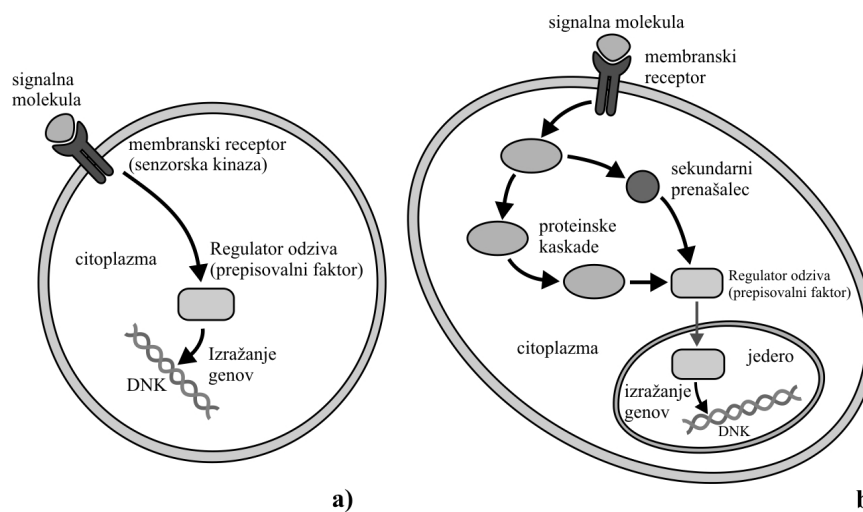 signalna
molekula
membranski receptor
(senzorska kinaza)
citoplazma
Regulator odziva
(prepisovalni faktor)
Izražanje
genov
DNK
a)
signalna molekula
membranski
receptor
sekundarni
prenašalec
proteinske
kaskade
Regulator odziva
(prepisovalni faktor)
citoplazma
jedero
izražanje
genov
DNK
b